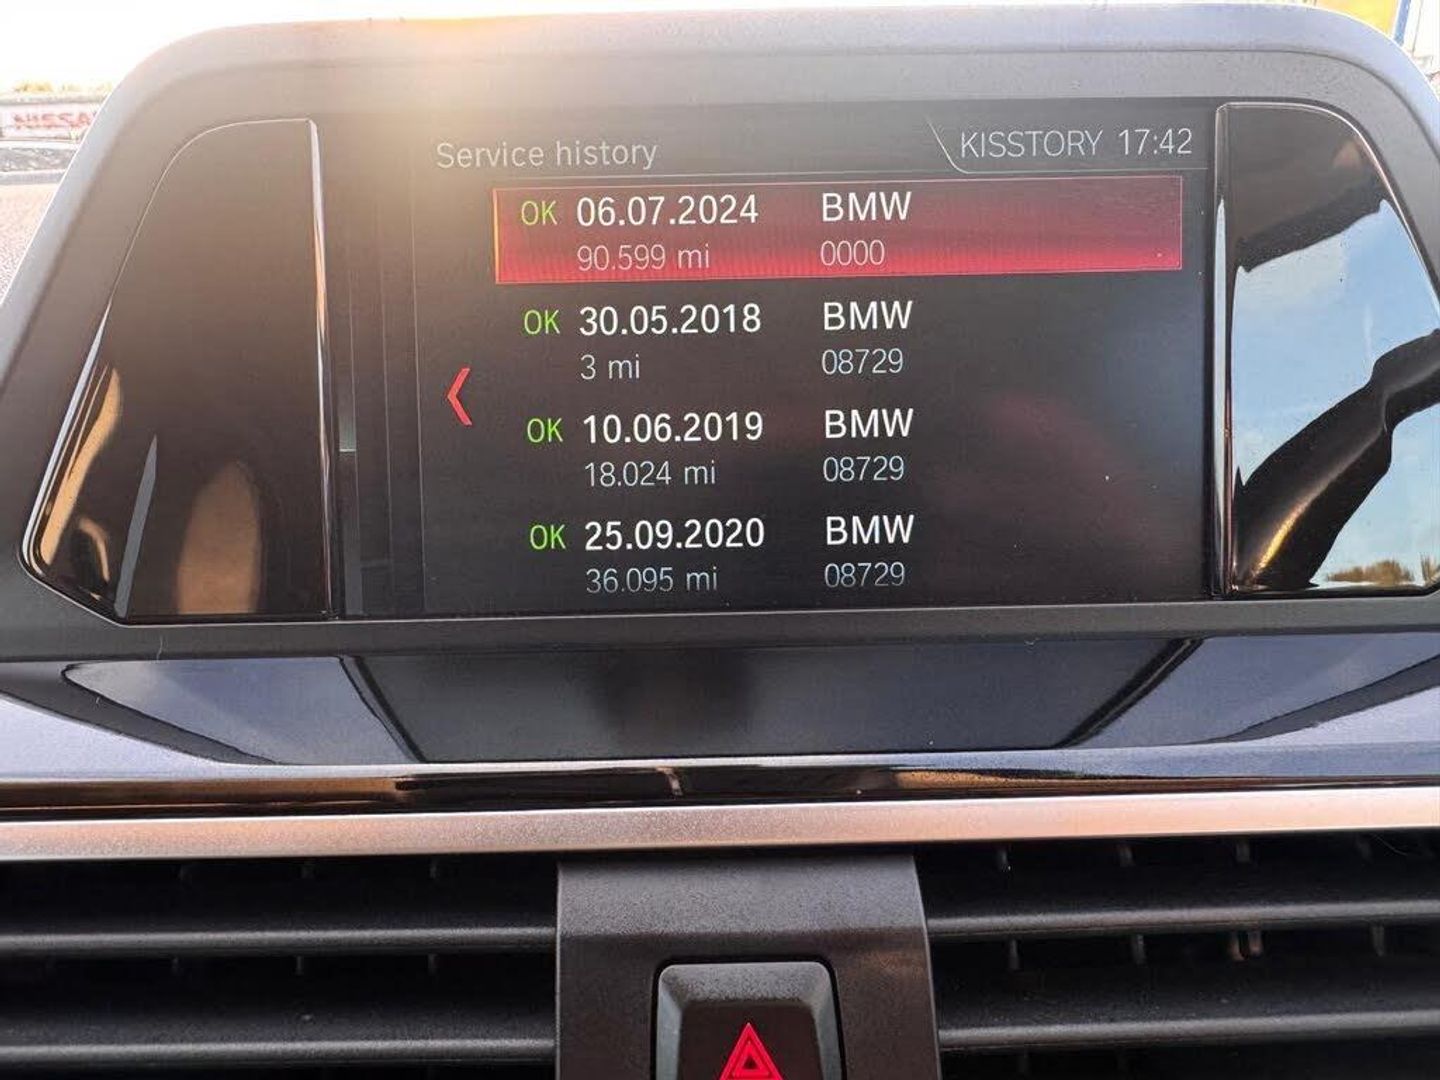 NISSAN
Service history
KISSTORY 17:42
OK 06.07.2024 BMW
90.599 mi 0000
OK 30.05.2018 BMW
3 mi 08729
OK 10.06.2019 BMW
18.024 mi 08729
OK 25.09.2020 BMW
36.095 mi 08729